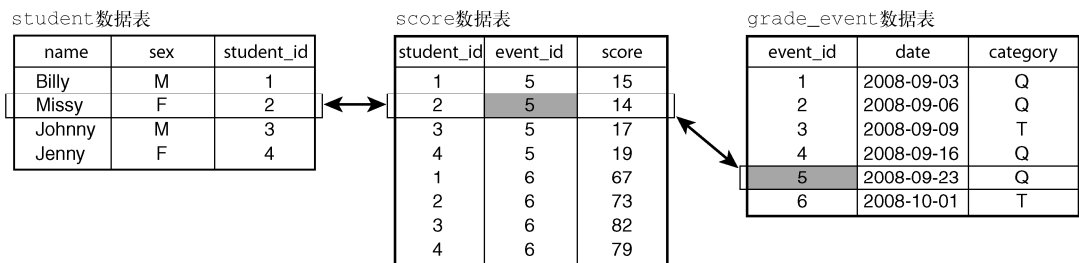 student数据表
name sex student_id
Billy M 1
Missy F 2
Johnny M 3
Jenny F 4
score数据表
student_id event_id score
1 5 15
2 5 14
3 5 17
4 5 19
1 6 67
2 6 73
3 6 82
4 6 79
grade_event数据表
event_id date category
1 2008-09-03 Q
2 2008-09-06 Q
3 2008-09-09 T
4 2008-09-16 Q
5 2008-09-23 Q
6 2008-10-01 T